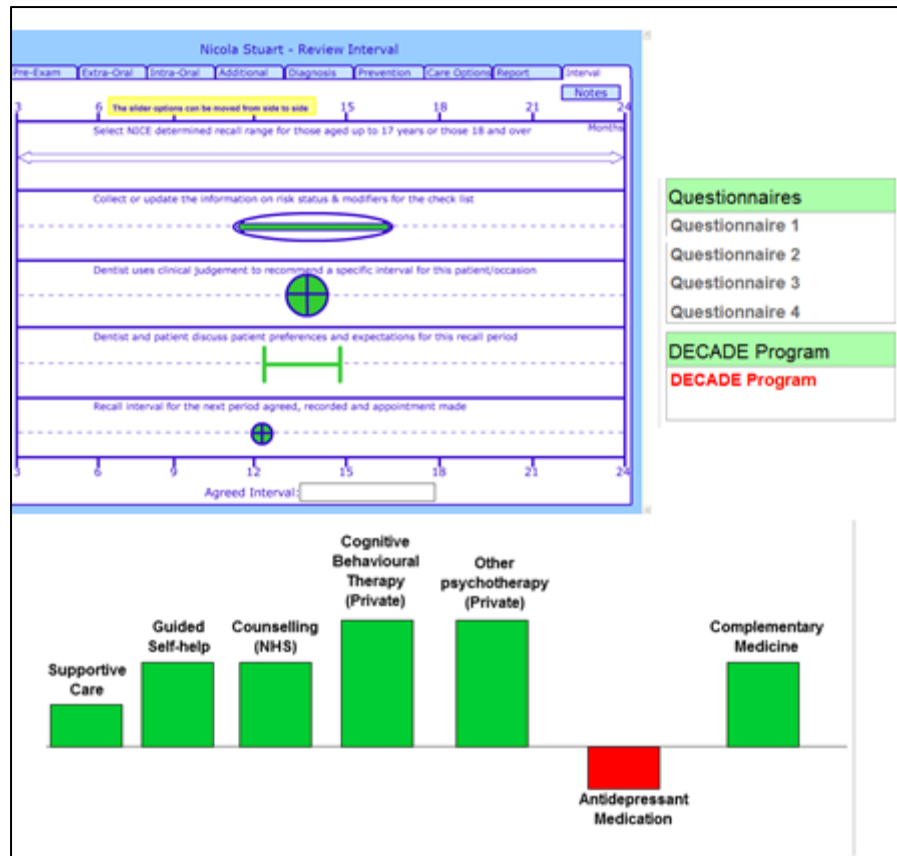 Nicola Stuart - Review Interval
Pre-Exam Extra-Oral Intra-Oral Additional Diagnosis Prevention Care Options Report Interval
Notes
3 6 The slider options can be moved from side to side 15 18 21 24
Select NICE determined recall range for those aged up to 17 years or those 18 and over
Months
Collect or update the information on risk status & modifiers for the check list
Dentist uses clinical judgement to recommend a specific interval for this patient/occasion
Dentist and patient discuss patient preferences and expectations for this recall period
Recall interval for the next period agreed, recorded and appointment made
3 6 9 12 15 18 21 24
Agreed Interval:
Questionnaires
Questionnaire 1
Questionnaire 2
Questionnaire 3
Questionnaire 4
DECADE Program
DECADE Program
Supportive
Care
Guided
Self-help
Counselling
(NHS)
Cognitive
Behavioural
Therapy
(Private)
Other
psychotherapy
(Private)
Antidepressant
Medication
Complementary
Medicine